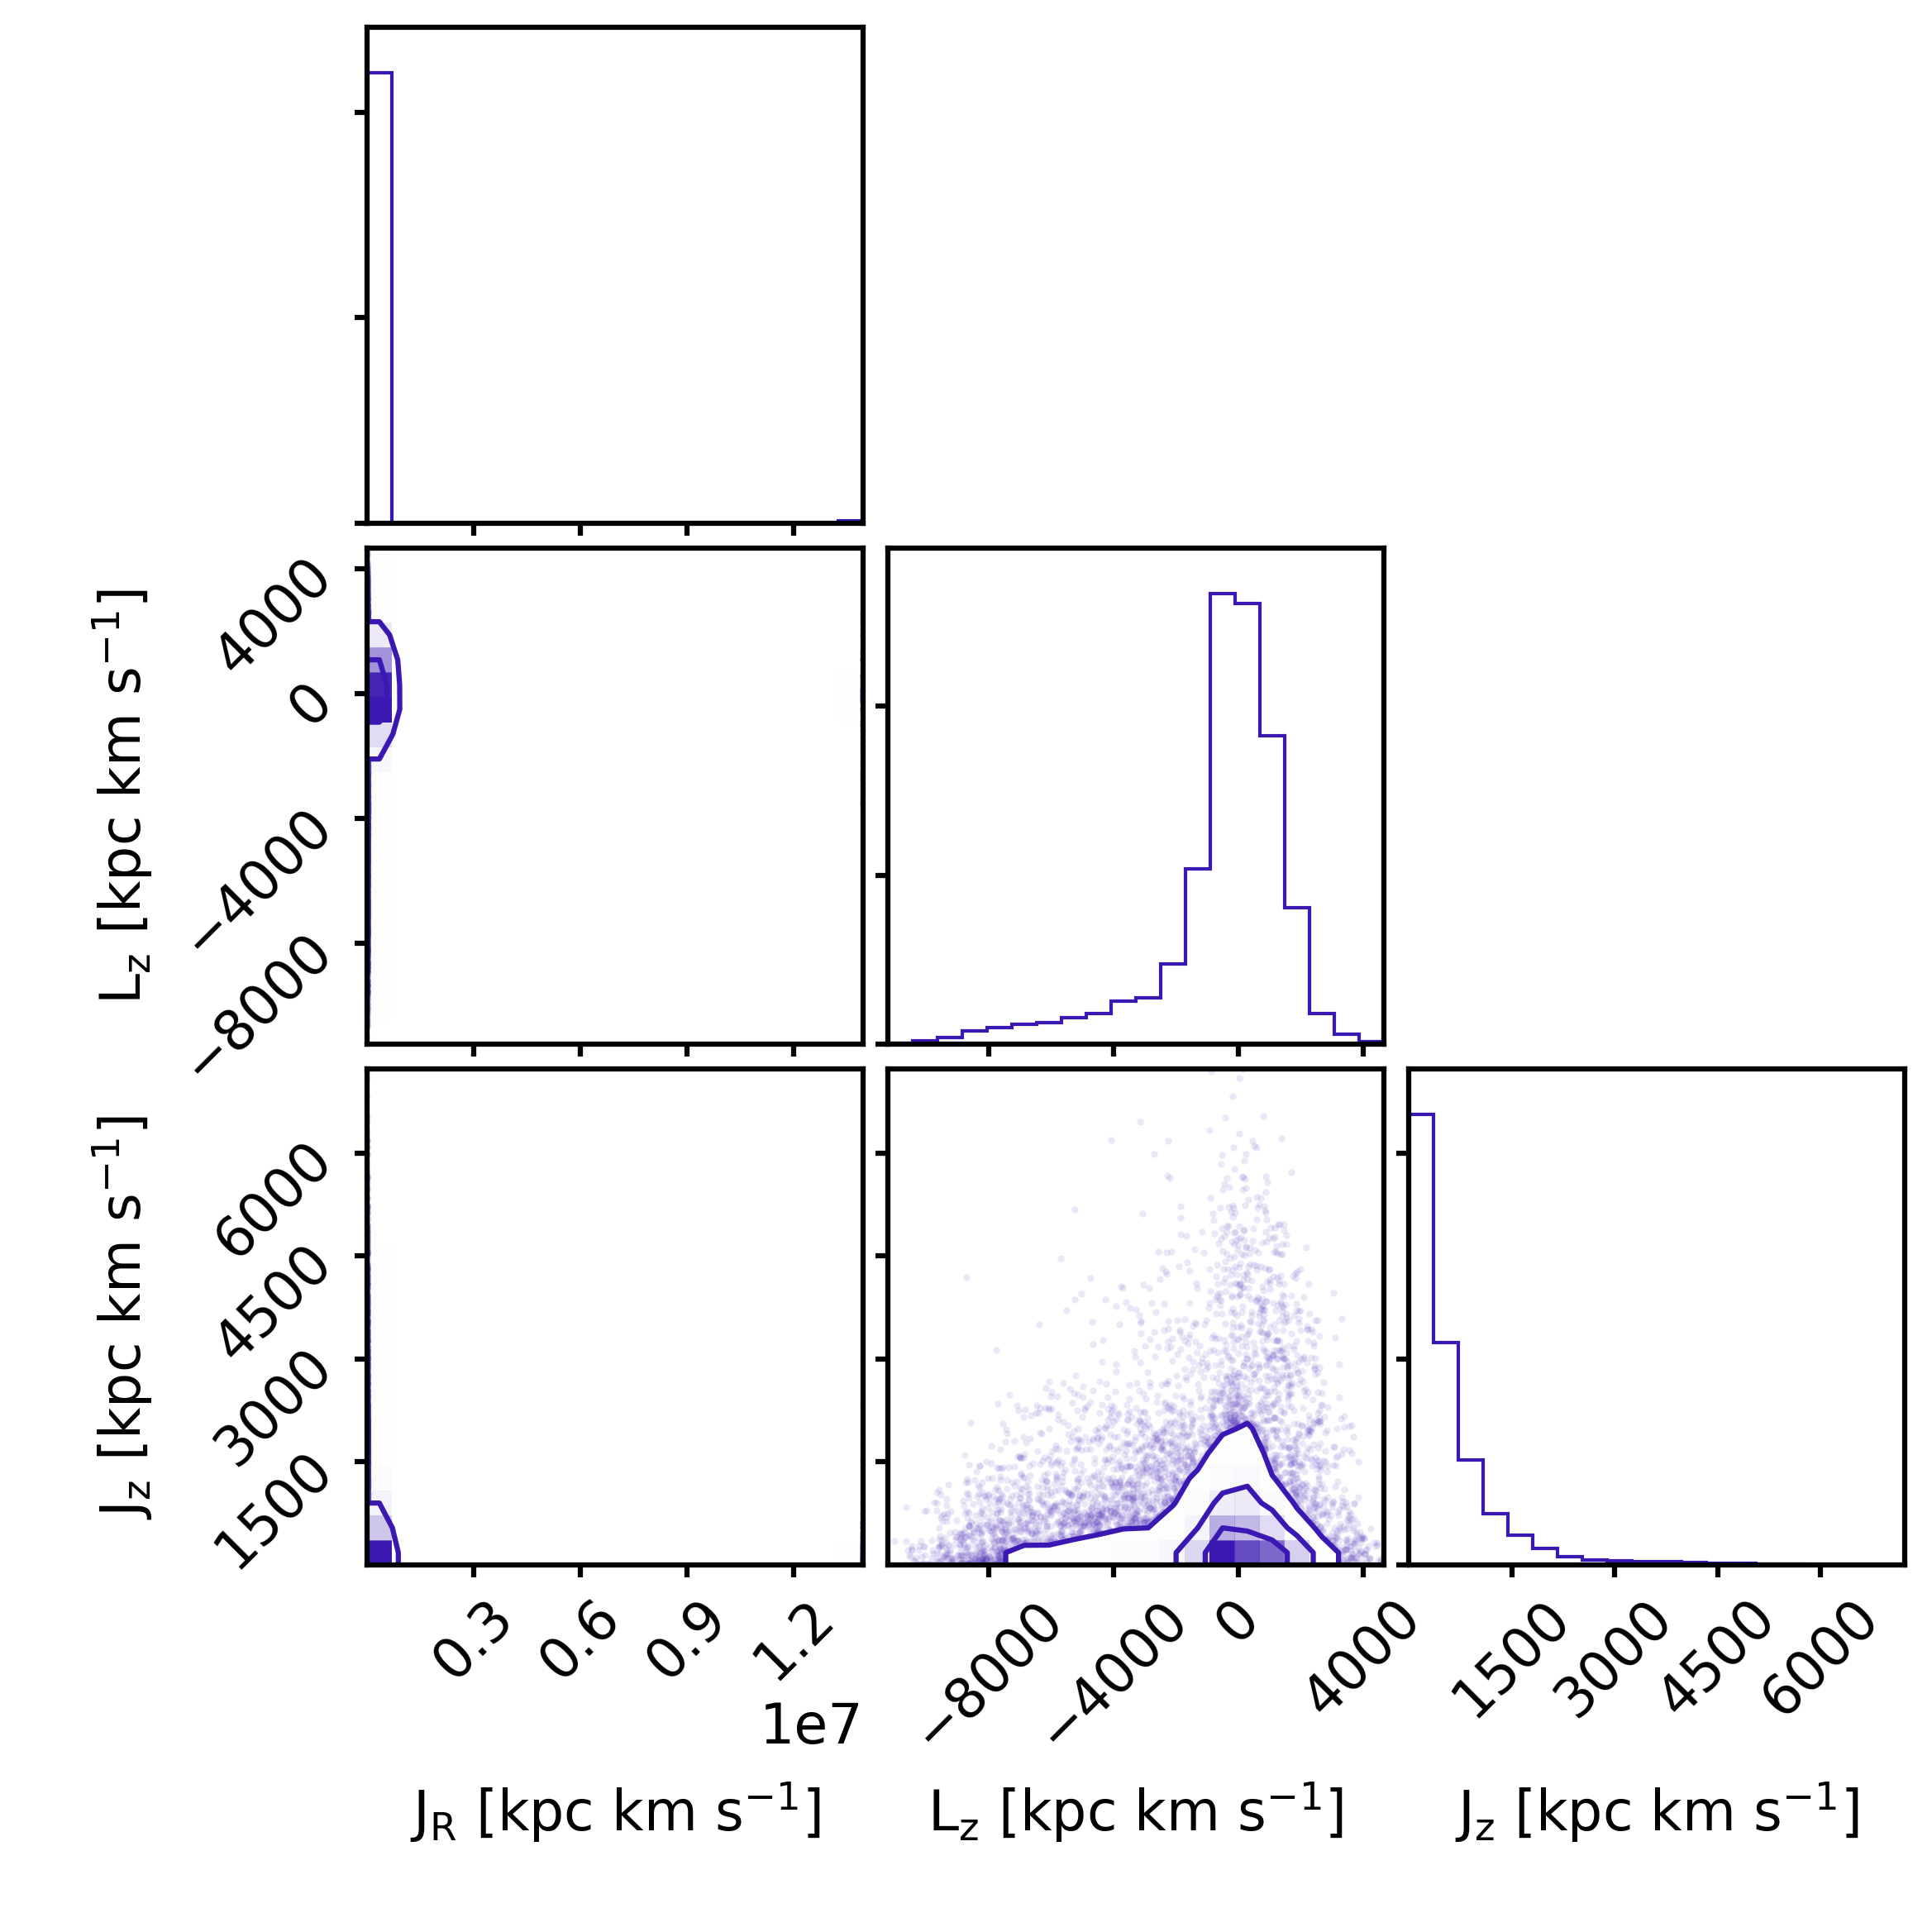 4000
0
−4000
−8000
L_z [kpc km s⁻¹]
6000
4500
3000
1500
J_z [kpc km s⁻¹]
0.3 0.6 0.9 1.2
1e7
J_R [kpc km s⁻¹]
−8000 −4000 0 4000
L_z [kpc km s⁻¹]
1500 3000 4500 6000
J_z [kpc km s⁻¹]